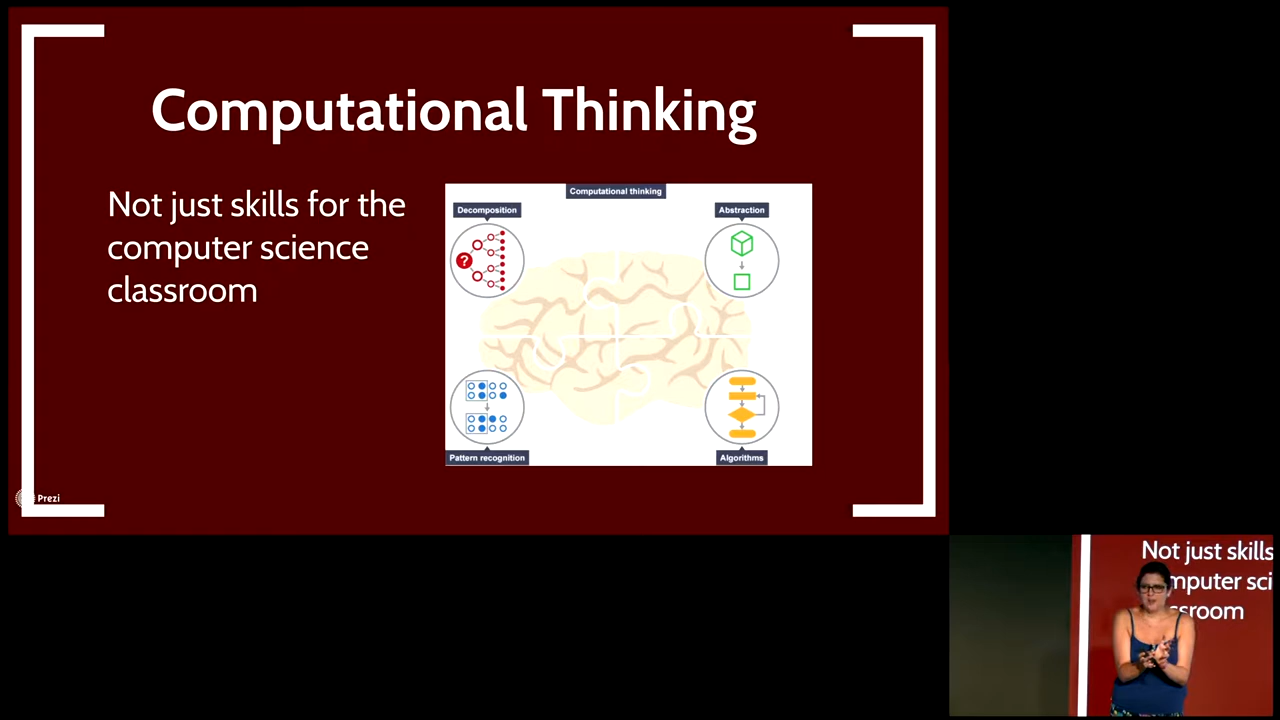 Computational Thinking
Not just skills for the
computer science
classroom
Computational thinking
Decomposition
Abstraction
?
Pattern recognition
Algorithms
Prezi
Not just skills
mputer sci
ssroom